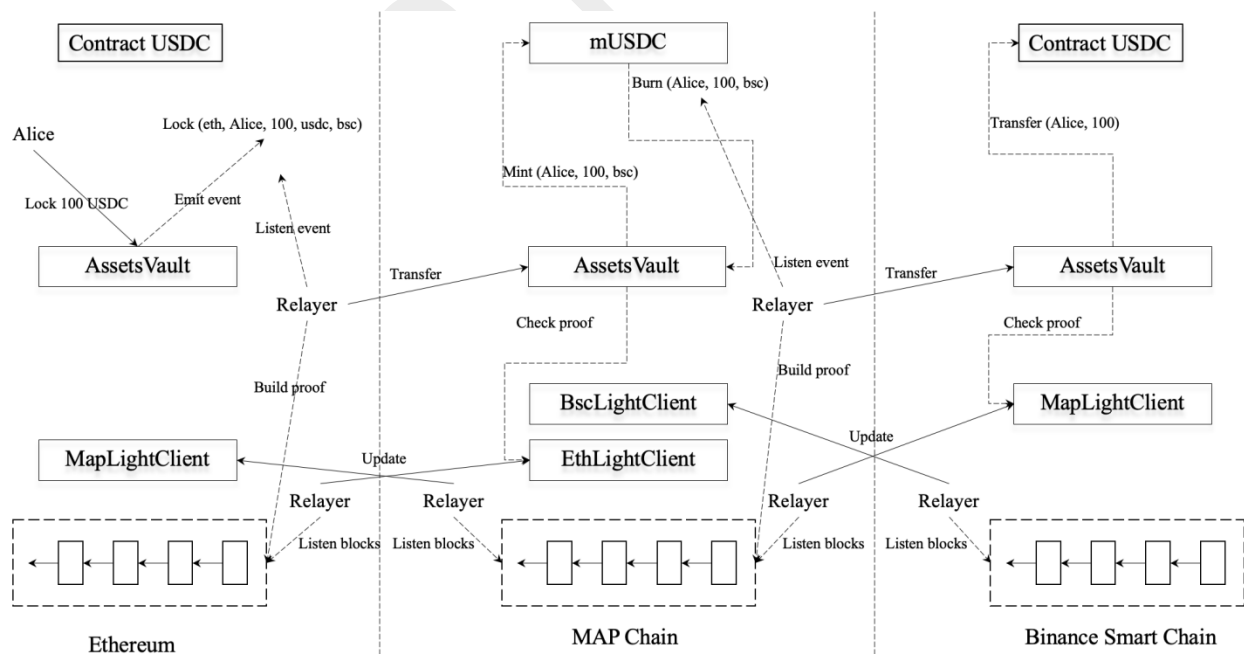 Contract USDC
mUSDC
Contract USDC
Burn (Alice, 100, bsc)
Lock (eth, Alice, 100, usdc, bsc)
Transfer (Alice, 100)
Alice
Mint (Alice, 100, bsc)
Lock 100 USDC
Emit event
Listen event
AssetsVault
Transfer
AssetsVault
Listen event
Transfer
AssetsVault
Relayer
Relayer
Check proof
Check proof
Build proof
Build proof
BscLightClient
MapLightClient
Update
MapLightClient
Update
EthLightClient
Relayer
Relayer
Relayer
Relayer
Listen blocks
Listen blocks
Listen blocks
Listen blocks
Ethereum
MAP Chain
Binance Smart Chain